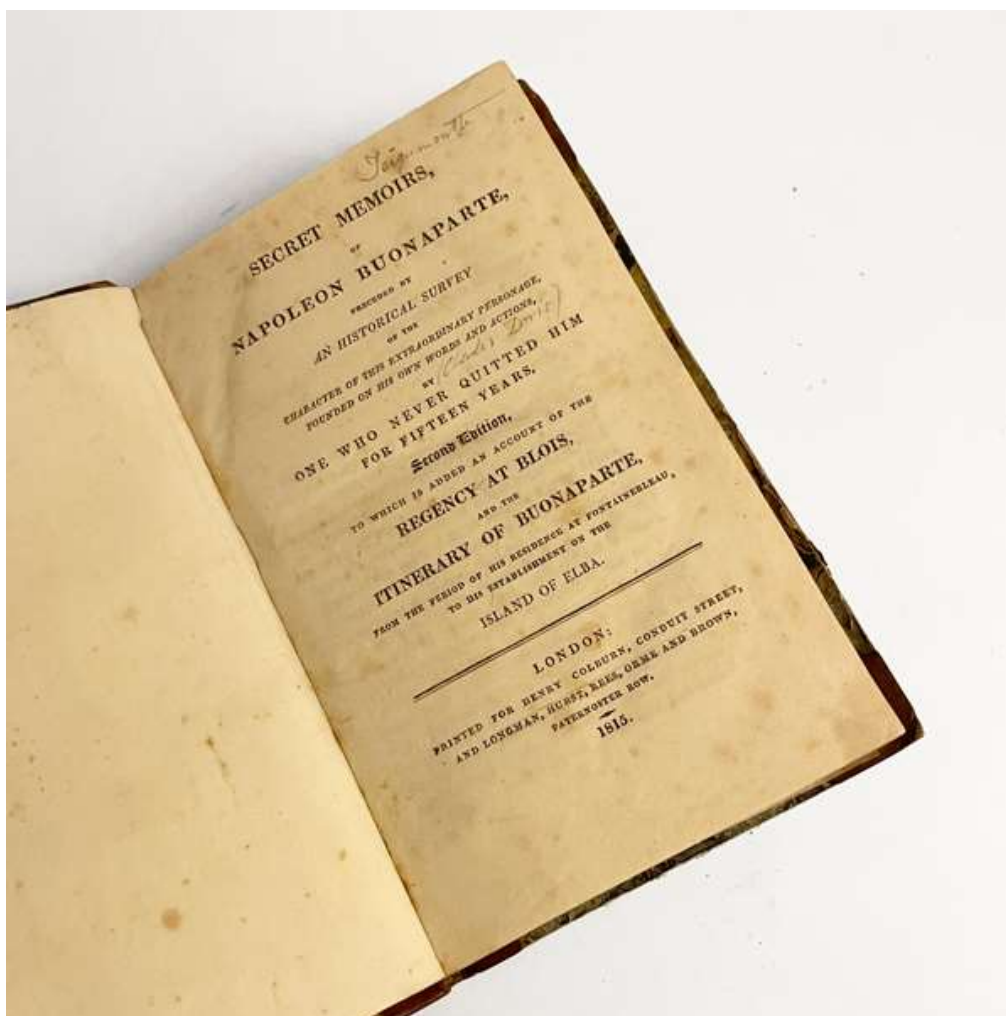 Teignmouth
SECRET MEMOIRS,
OF
NAPOLEON BUONAPARTE,
PRECEDED BY
AN HISTORICAL SURVEY
OF THE
CHARACTER OF THIS EXTRAORDINARY PERSONAGE,
FOUNDED ON HIS OWN WORDS AND ACTIONS,
BY
ONE WHO NEVER QUITTED HIM
FOR FIFTEEN YEARS.
Second Edition,
TO WHICH IS ADDED AN ACCOUNT OF THE
REGENCY AT BLOIS,
AND THE
ITINERARY OF BUONAPARTE,
FROM THE PERIOD OF HIS RESIDENCE AT FONTAINEBLEAU,
TO HIS ESTABLISHMENT ON THE
ISLAND OF ELBA.
LONDON:
PRINTED FOR HENRY COLBURN, CONDUIT STREET,
AND LONGMAN, HURST, REES, ORME AND BROWN,
PATERNOSTER ROW.
1815.